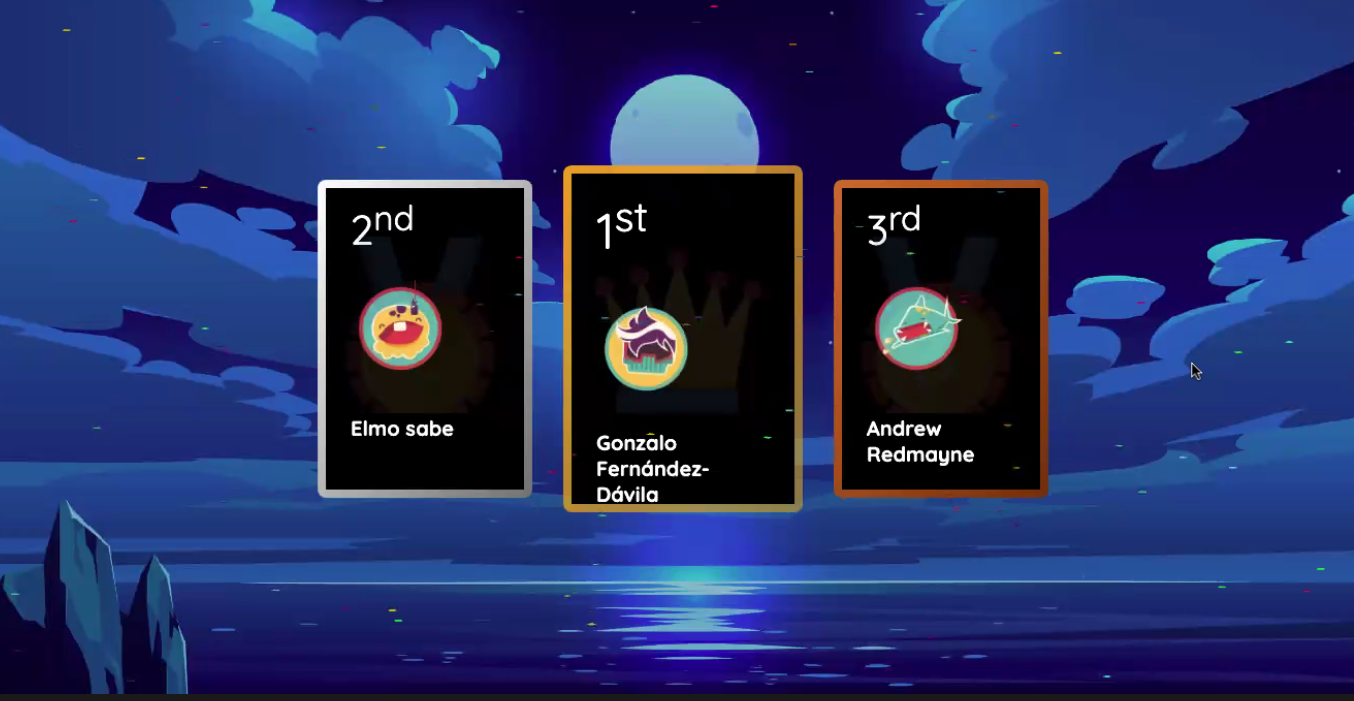 2nd
Elmo sabe
1st
Gonzalo
Fernández-
Dávila
3rd
Andrew
Redmayne